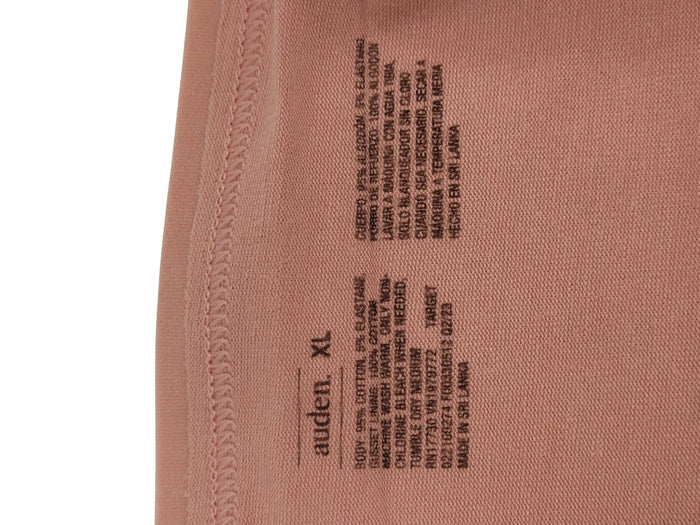 auden. XL
BODY: 95% COTTON, 5% ELASTANE
GUSSET LINING: 100% COTTON
MACHINE WASH WARM, ONLY NON-
CHLORINE BLEACH WHEN NEEDED,
TUMBLE DRY MEDIUM
RN17730 VN1970772 TARGET
02/23
MADE IN SRI LANKA
CUERPO: 95% ALGODÓN, 5% ELASTANO
FORRO DE REFUERZO: 100% ALGODÓN
LAVAR A MÁQUINA CON AGUA TIBIA,
SOLO BLANQUEADOR SIN CLORO
CUANDO SEA NECESARIO, SECAR A
MÁQUINA A TEMPERATURA MEDIA
HECHO EN SRI LANKA